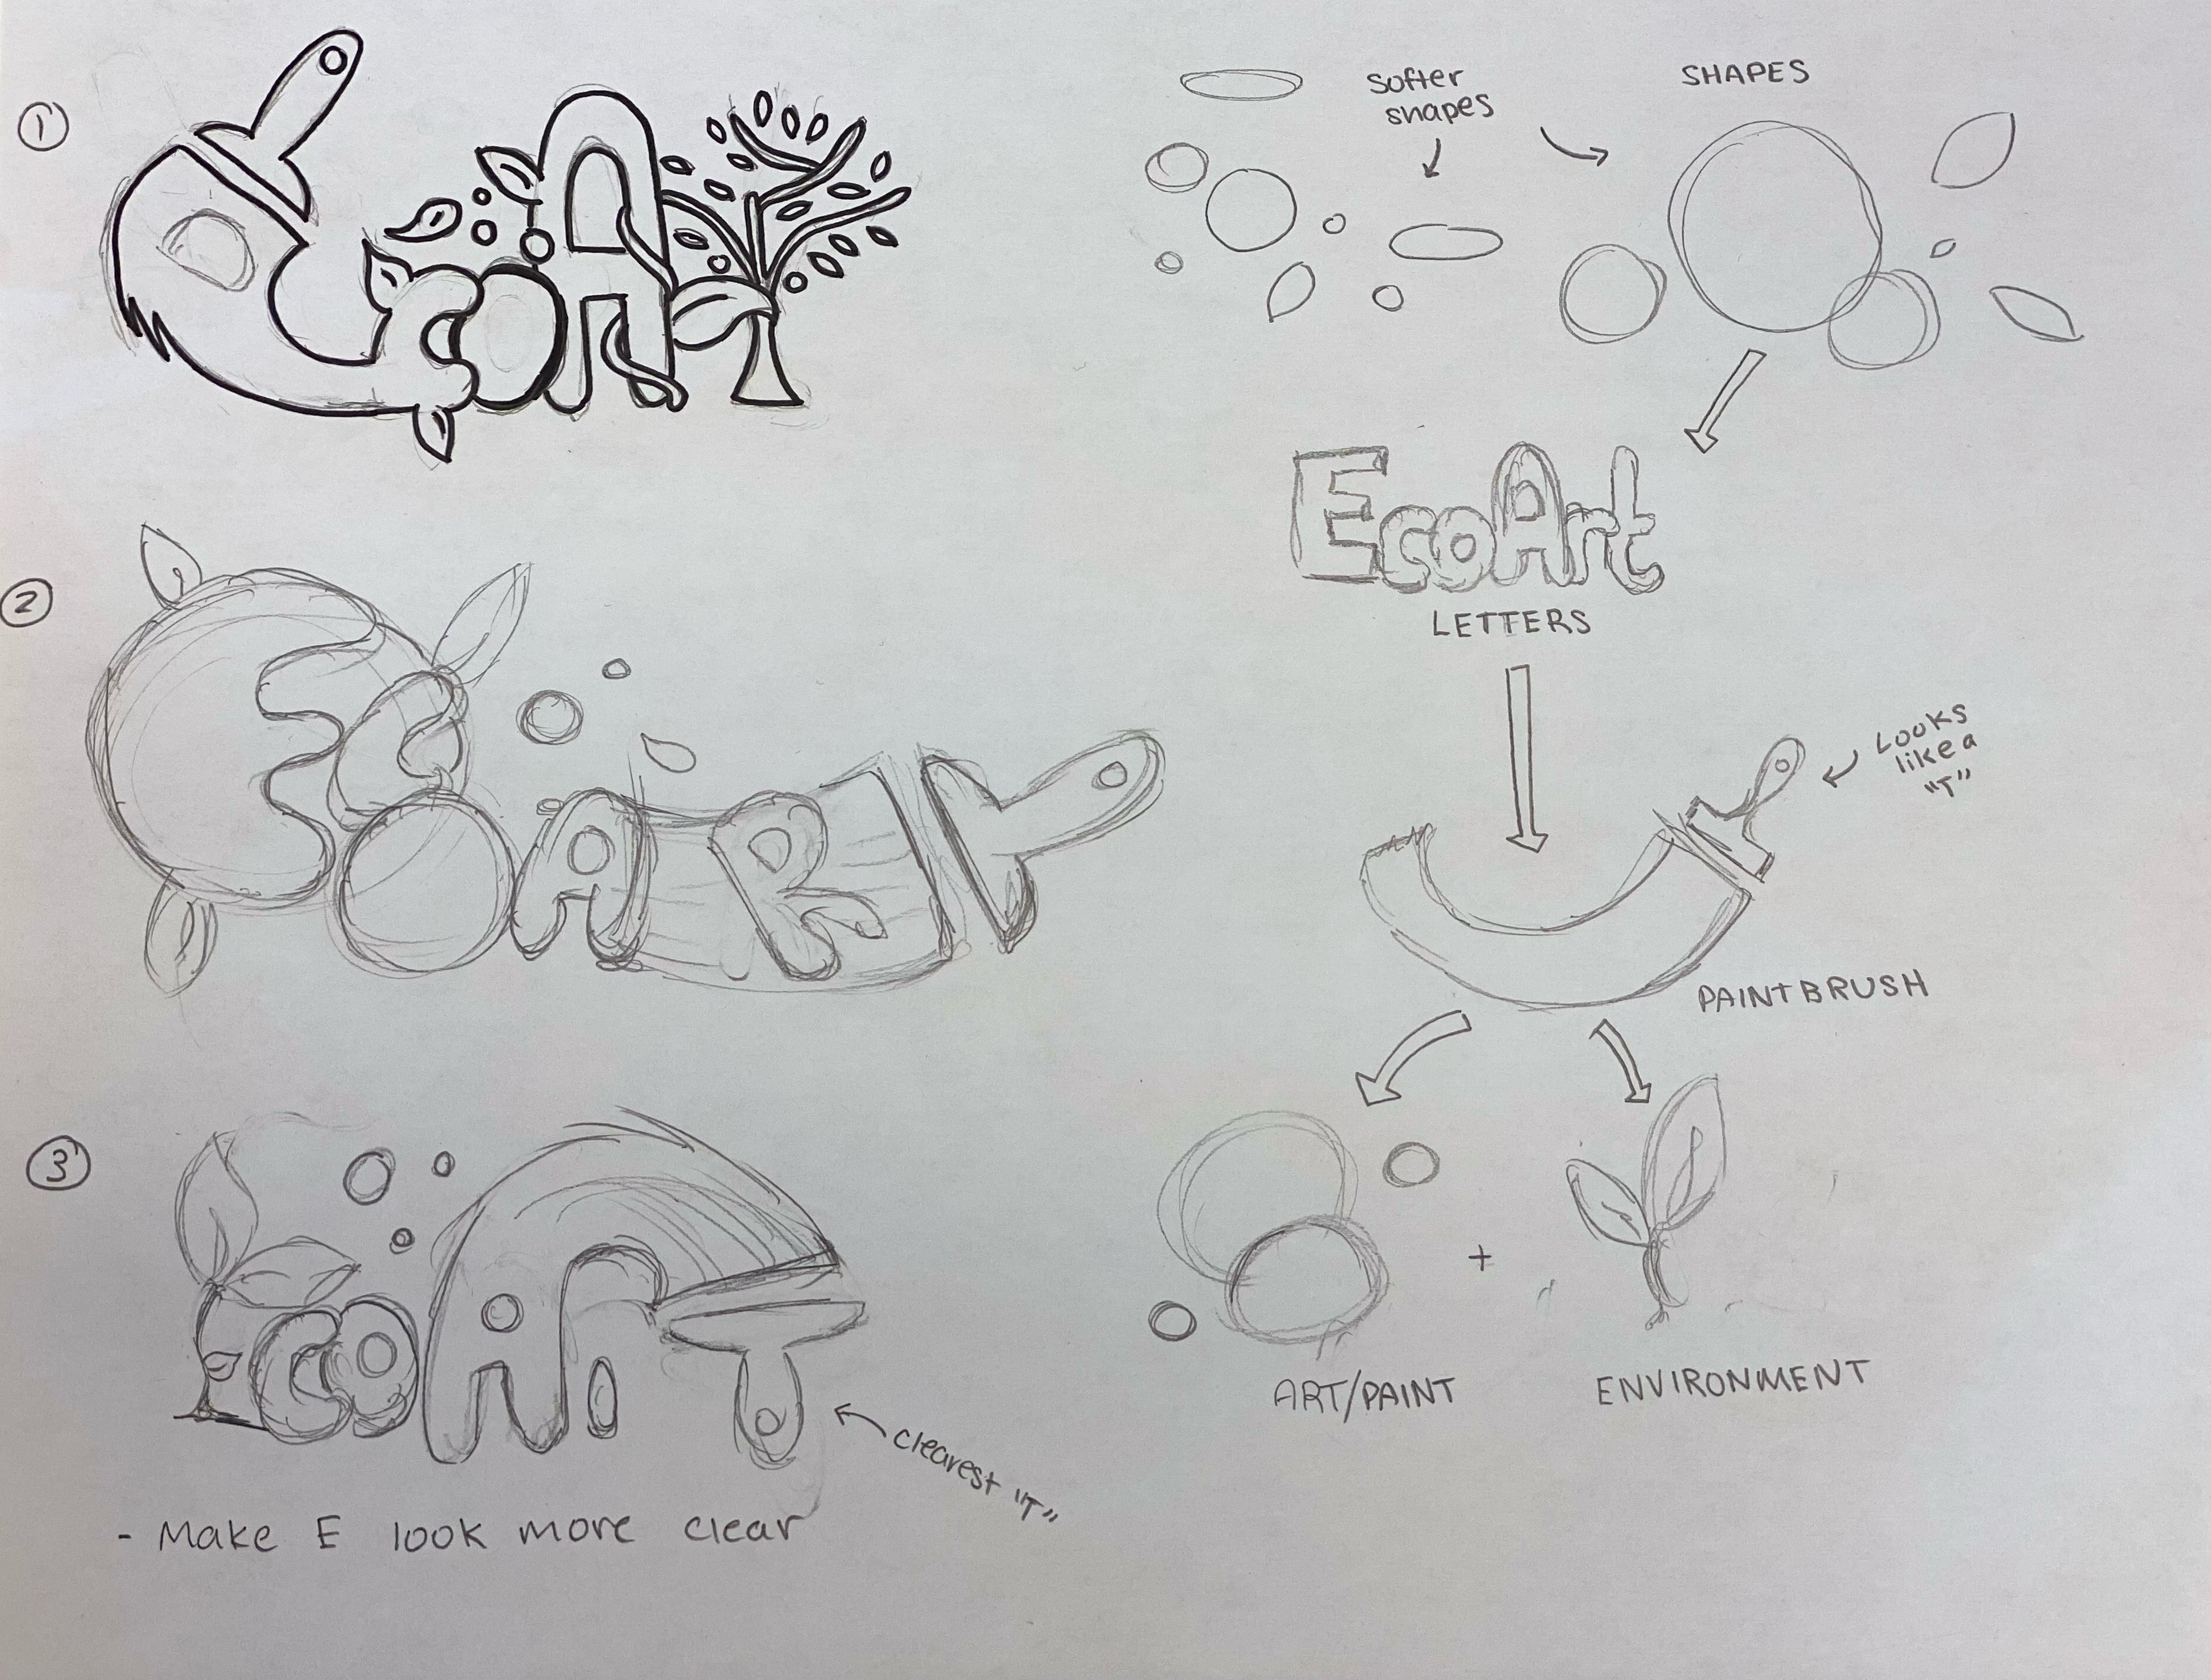 1
EcoArt
2
ECOART
3
EcoArt
clearest "T"
- Make E look more clear
softer
shapes
SHAPES
EcoArt
LETTERS
Looks
like a
"T"
PAINTBRUSH
+
ART/PAINT
ENVIRONMENT